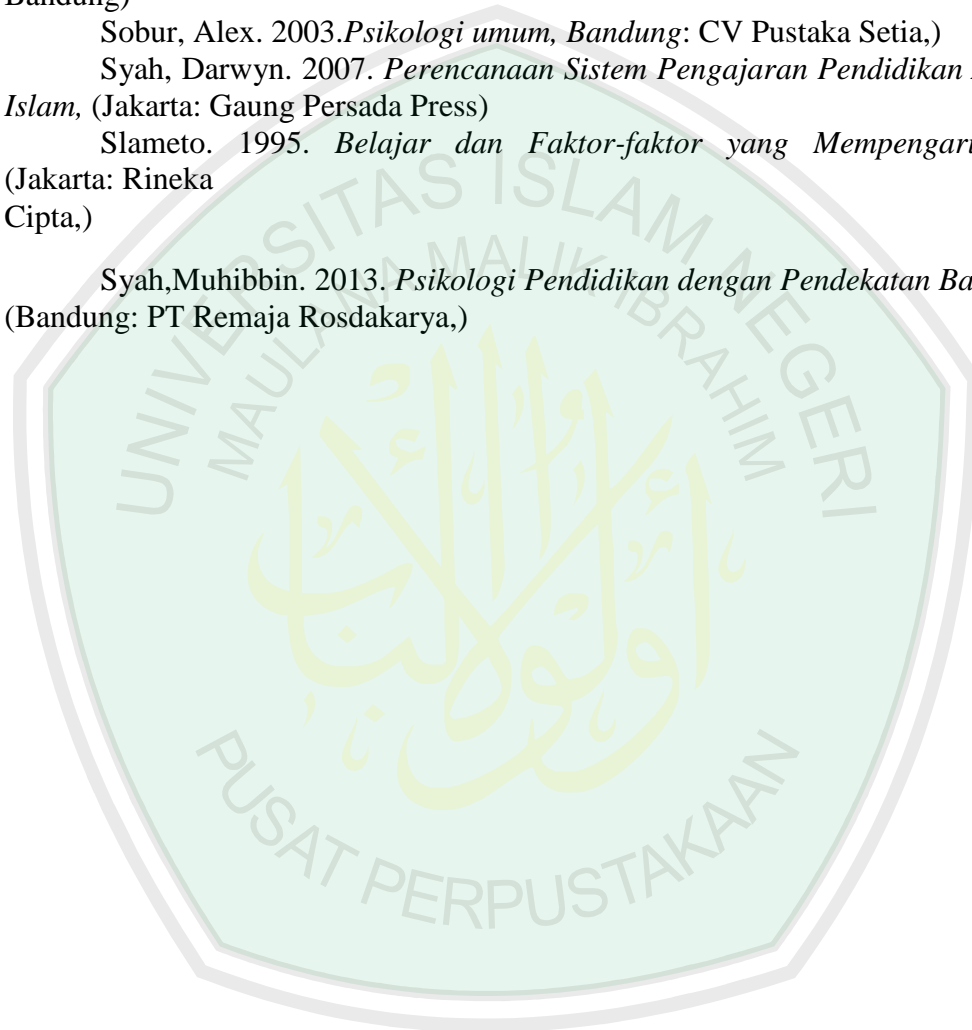 Bandung)
Sobur, Alex. 2003.Psikologi umum, Bandung: CV Pustaka Setia,)
Syah, Darwyn. 2007. Perencanaan Sistem Pengajaran Pendidikan
Islam, (Jakarta: Gaung Persada Press)
Slameto. 1995. Belajar dan Faktor-faktor yang
(Jakarta: Rineka
Cipta,)
Syah,Muhibbin. 2013. Psikologi Pendidikan dengan Pendekatan
(Bandung: PT Remaja Rosdakarya,)
UNIVERSITAS ISLAM NEGERI
MAULANA MALIK IBRAHIM
أولوا الألباب
PUSAT PERPUSTAKAAN